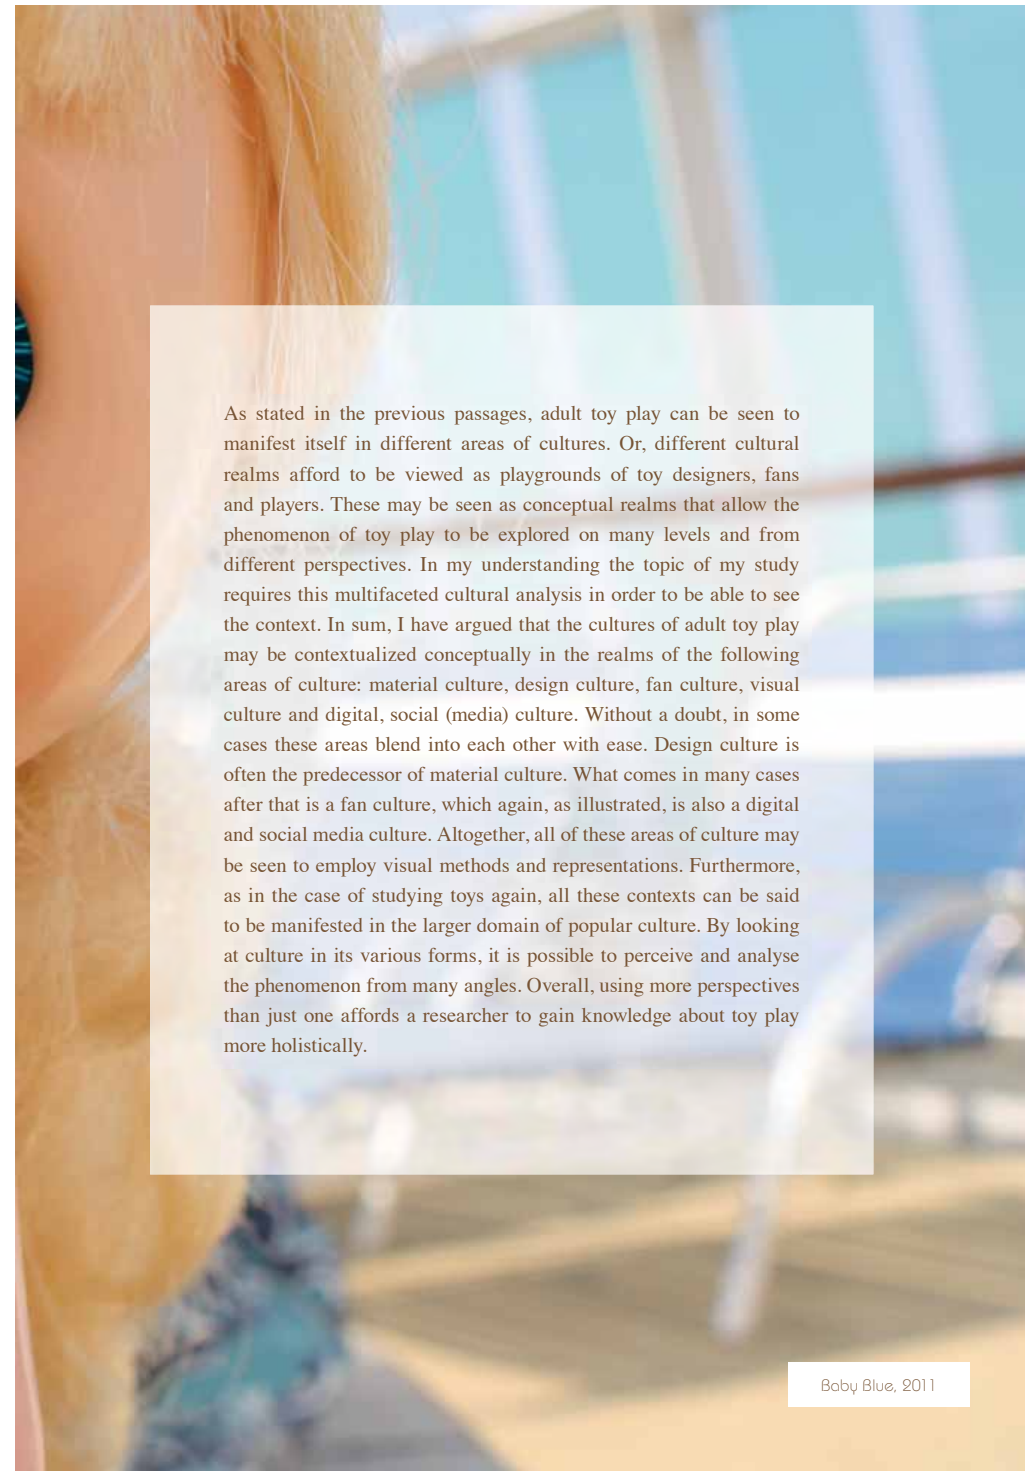 As stated in the previous passages, adult toy play can be seen to
manifest itself in different areas of cultures. Or, different cultural
realms afford to be viewed as playgrounds of toy designers, fans
and players. These may be seen as conceptual realms that allow the
phenomenon of toy play to be explored on many levels and from
different perspectives. In my understanding the topic of my study
requires this multifaceted cultural analysis in order to be able to see
the context. In sum, I have argued that the cultures of adult toy play
may be contextualized conceptually in the realms of the following
areas of culture: material culture, design culture, fan culture, visual
culture and digital, social (media) culture. Without a doubt, in some
cases these areas blend into each other with ease. Design culture is
often the predecessor of material culture. What comes in many cases
after that is a fan culture, which again, as illustrated, is also a digital
and social media culture. Altogether, all of these areas of culture may
be seen to employ visual methods and representations. Furthermore,
as in the case of studying toys again, all these contexts can be said
to be manifested in the larger domain of popular culture. By looking
at culture in its various forms, it is possible to perceive and analyse
the phenomenon from many angles. Overall, using more perspectives
than just one affords a researcher to gain knowledge about toy play
more holistically.
Baby Blue, 2011